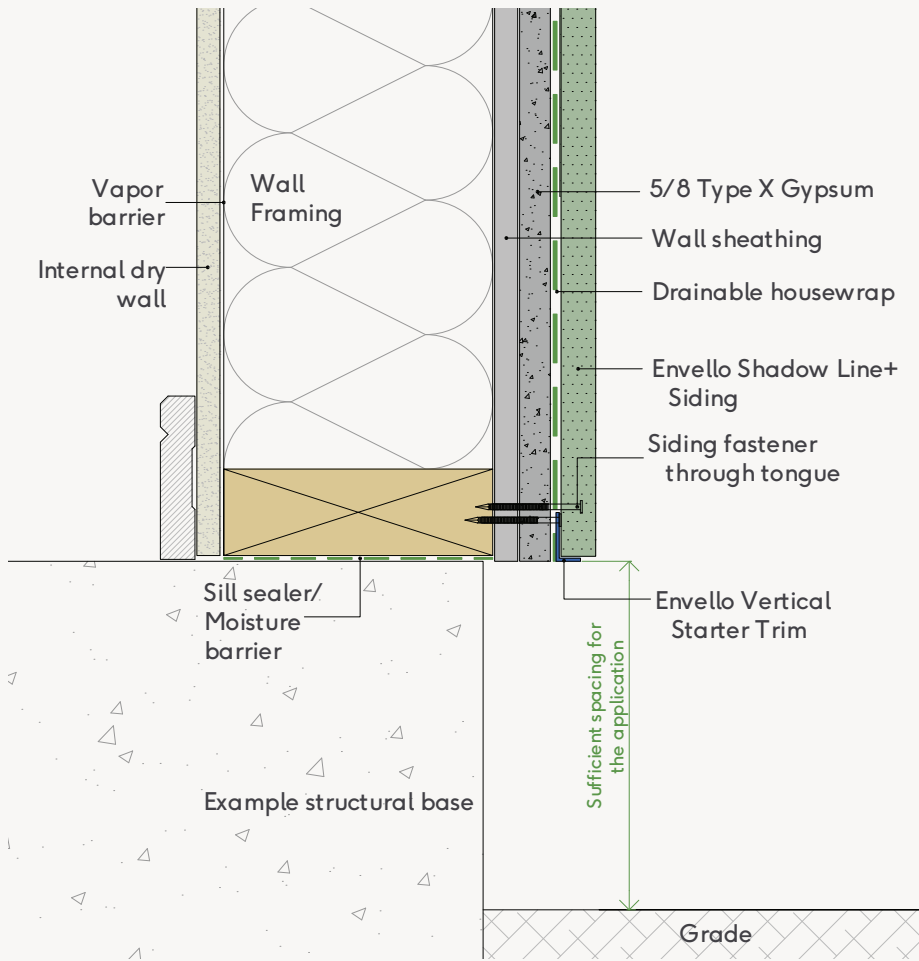 Vapor
barrier
Wall
Framing
5/8 Type X Gypsum
Wall sheathing
Internal dry
wall
Drainable housewrap
Envello Shadow Line+
Siding
Siding fastener
through tongue
Sill sealer/
Moisture
barrier
Envello Vertical
Starter Trim
Sufficient spacing for
the application
Example structural base
Grade